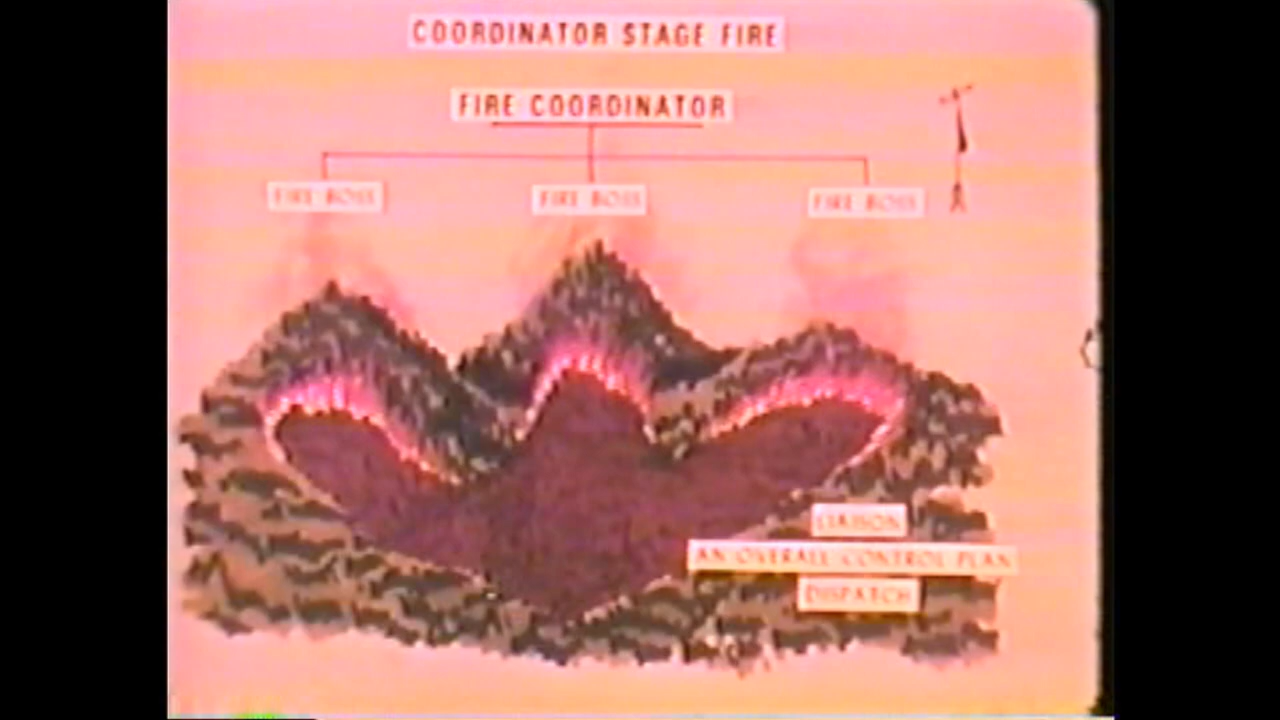 COORDINATOR STAGE FIRE
FIRE COORDINATOR
FIRE BOSS FIRE BOSS FIRE BOSS
LIAISON
AN OVERALL CONTROL PLAN
DISPATCH